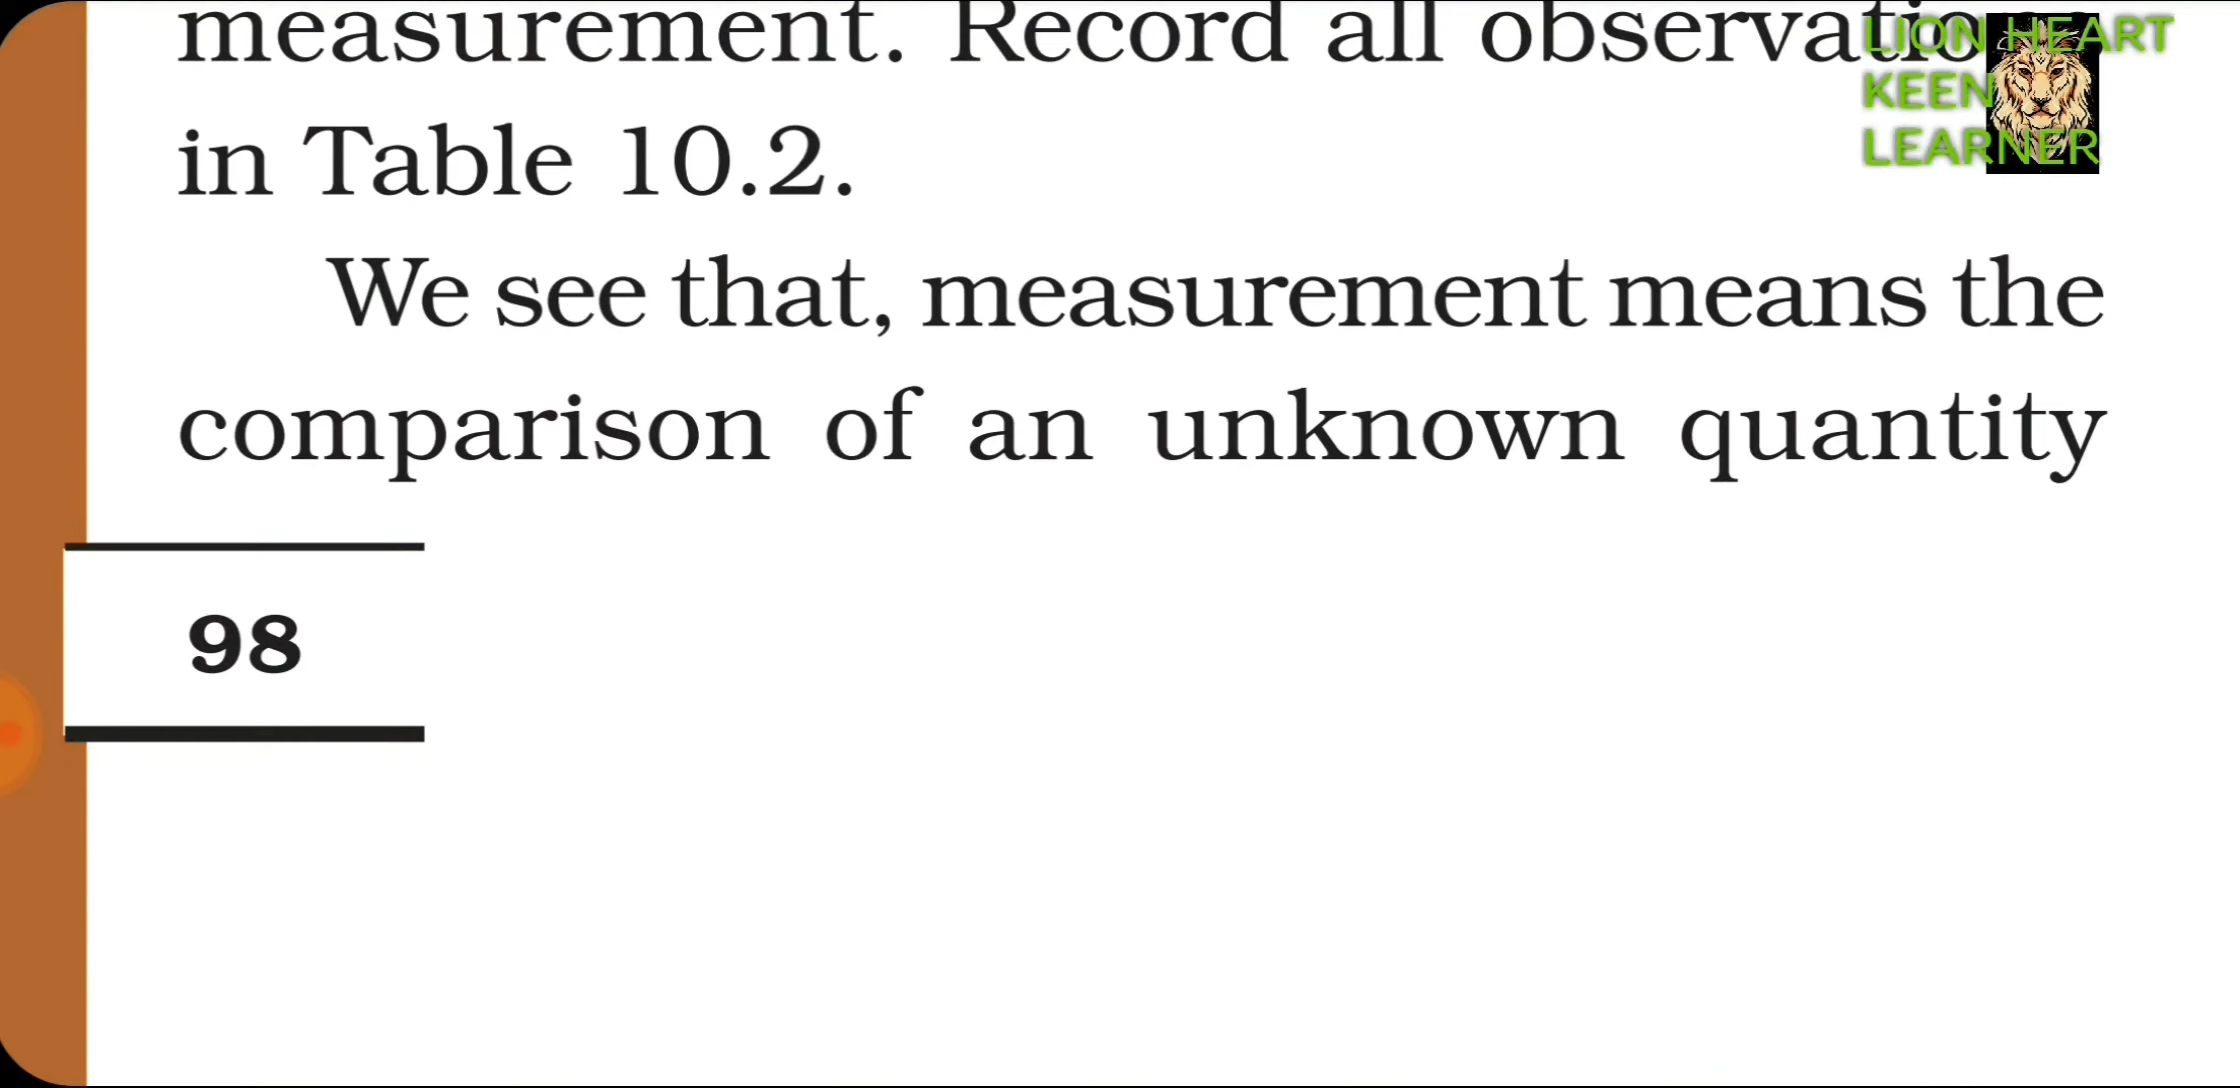 measurement. Record all observations
in Table 10.2.
We see that, measurement means the
comparison of an unknown quantity
98
LION HEART
KEEN
LEARNER